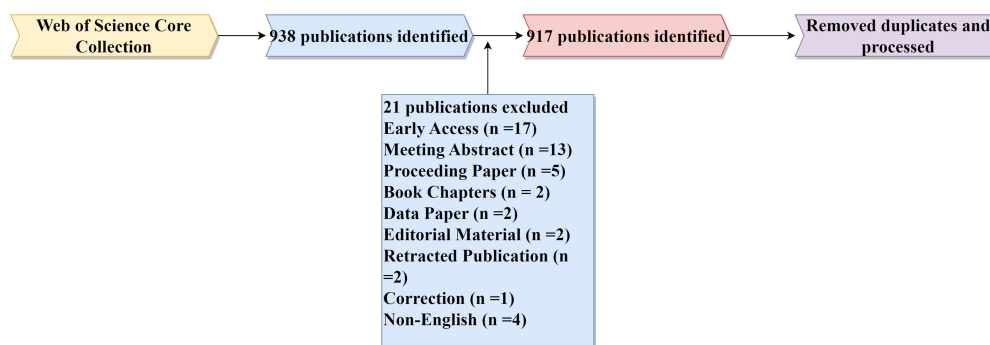 Web of Science Core
Collection
938 publications identified
917 publications identified
Removed duplicates and
processed
21 publications excluded
Early Access (n =17)
Meeting Abstract (n =13)
Proceeding Paper (n =5)
Book Chapters (n = 2)
Data Paper (n =2)
Editorial Material (n =2)
Retracted Publication (n
=2)
Correction (n =1)
Non-English (n =4)